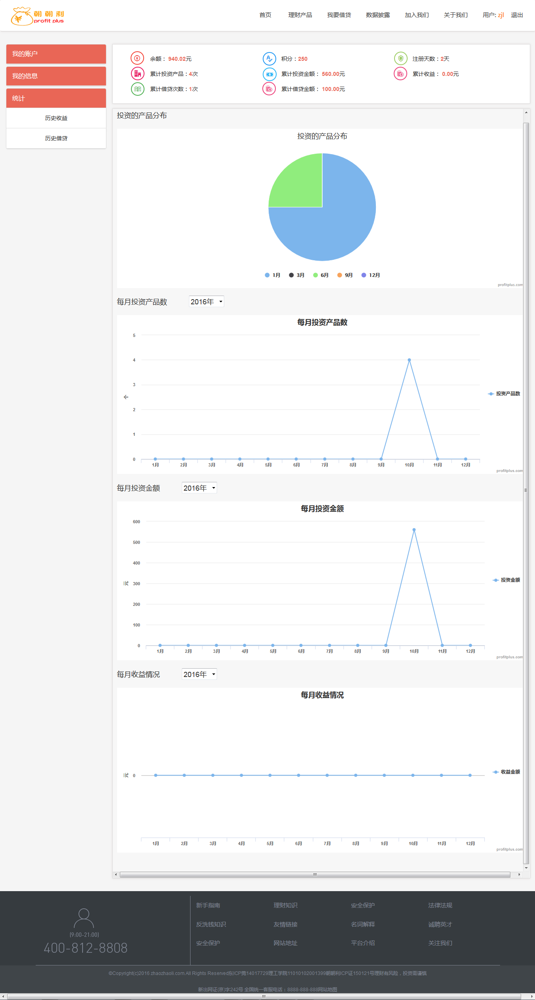 朝朝利
profit plus
首页 理财产品 我要借贷 数据披露 加入我们 关于我们 用户: zjl 退出
我的账户
我的信息
统计
历史收益
历史借贷
余额： 940.02元 积分：250 注册天数：2天
累计投资产品：4次 累计投资金额： 560.00元 累计收益： 0.00元
累计借贷次数：1次 累计借贷金额： 100.00元
投资的产品分布
投资的产品分布
1月 3月 6月 9月 12月
profitplus.com
每月投资产品数 2016年
每月投资产品数
5
4
3
2
1
0
个
投资产品数
1月 2月 3月 4月 5月 6月 7月 8月 9月 10月 11月 12月
profitplus.com
每月投资金额 2016年
每月投资金额
600
500
400
300
200
100
0
元
投资金额
1月 2月 3月 4月 5月 6月 7月 8月 9月 10月 11月 12月
profitplus.com
每月收益情况 2016年
每月收益情况
元 0
收益金额
1月 2月 3月 4月 5月 6月 7月 8月 9月 10月 11月 12月
profitplus.com
(9:00-21:00)
400-812-8808
新手指南 理财知识 安全保护 法律法规
反洗钱知识 友情链接 名词解释 诚聘英才
安全保护 网站地址 平台介绍 关注我们
©Copyright(c)2016 zhaozhaoli.com.All Rights Reserved东ICP莞14017729理工学院11010102001399朝朝利ICP证150121号理财有风险，投资需谨慎
新出网证(京)字242号 全国统一客服电话：8888-888-888网站地图